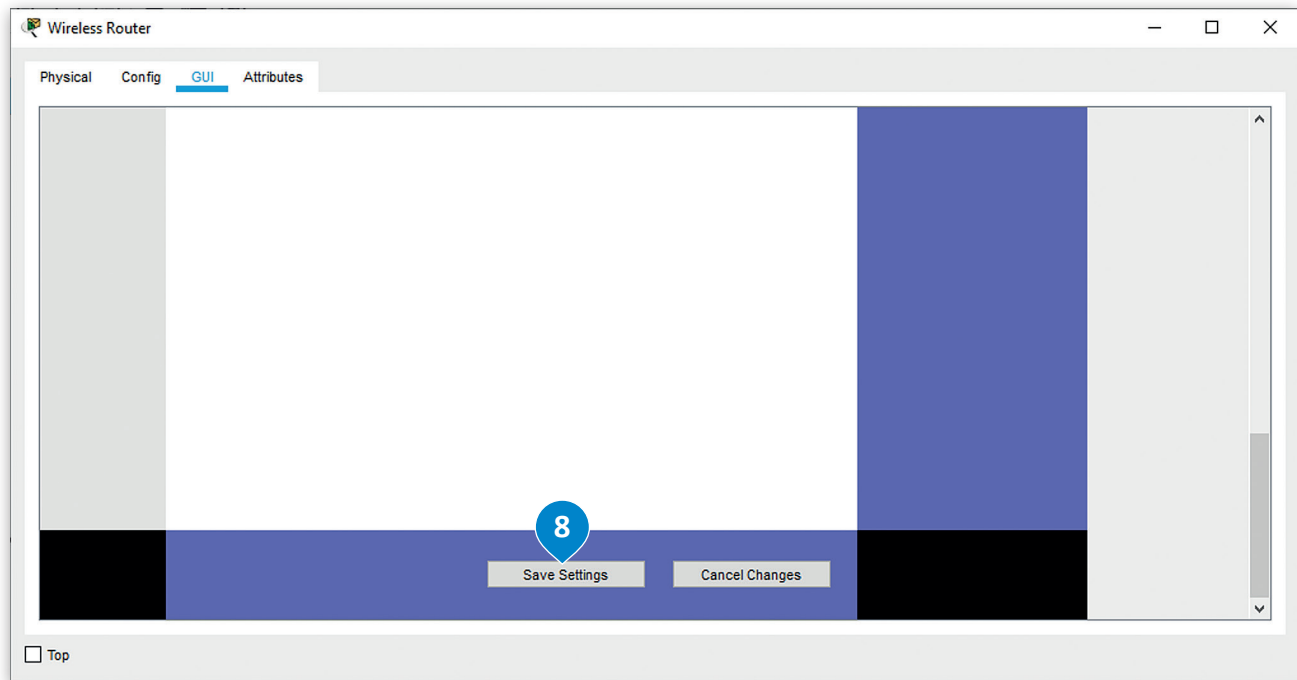 Wireless Router
Physical Config GUI Attributes
8
Save Settings Cancel Changes
Top